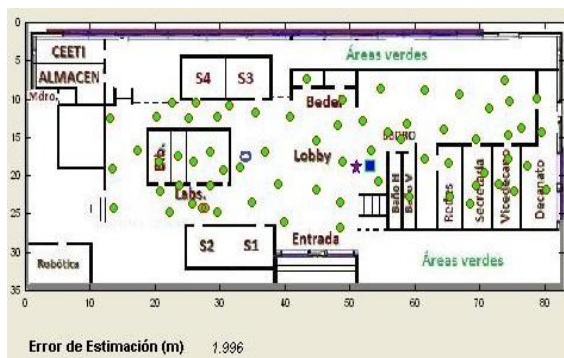 0
5
10
15
20
25
30
35
CEETI
ALMACEN
Mdro.
S4 S3
Áreas verdes
Bedel
Lobby
Labs.
Baño H
Baño V
Redes
Secretaria
Vicedecano
Decanato
S2 S1
Entrada
Robótica
Áreas verdes
0 10 20 30 40 50 60 70 80
Error de Estimación (m) 1.996